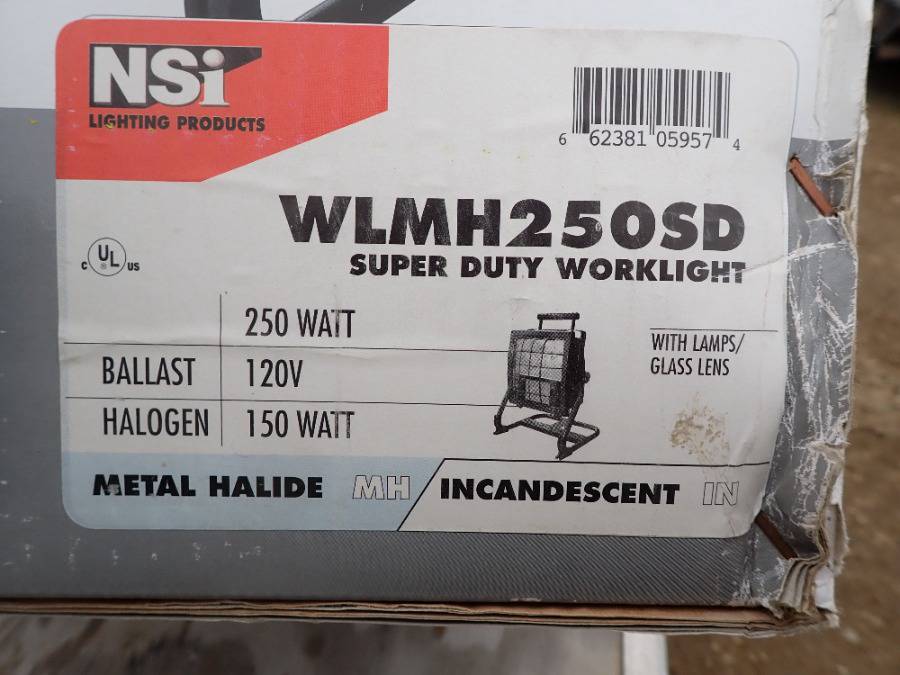 NSi
LIGHTING PRODUCTS
6 62381 05957 4
WLMH250SD
SUPER DUTY WORKLIGHT
C UL ® US
250 WATT
BALLAST 120V
HALOGEN 150 WATT
WITH LAMPS/
GLASS LENS
METAL HALIDE MH INCANDESCENT IN